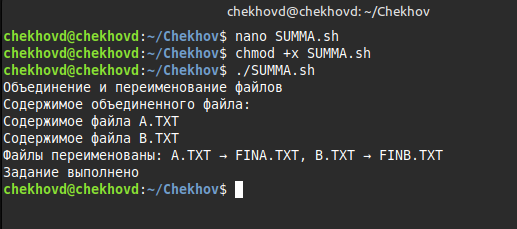 chekhovd@chekhovd: ~/Chekhov
chekhovd@chekhovd:~/Chekhov$ nano SUMMA.sh
chekhovd@chekhovd:~/Chekhov$ chmod +x SUMMA.sh
chekhovd@chekhovd:~/Chekhov$ ./SUMMA.sh
Объединение и переименование файлов
Содержимое объединенного файла:
Содержимое файла A.TXT
Содержимое файла B.TXT
Файлы переименованы: A.TXT → FINA.TXT, B.TXT → FINB.TXT
Задание выполнено
chekhovd@chekhovd:~/Chekhov$